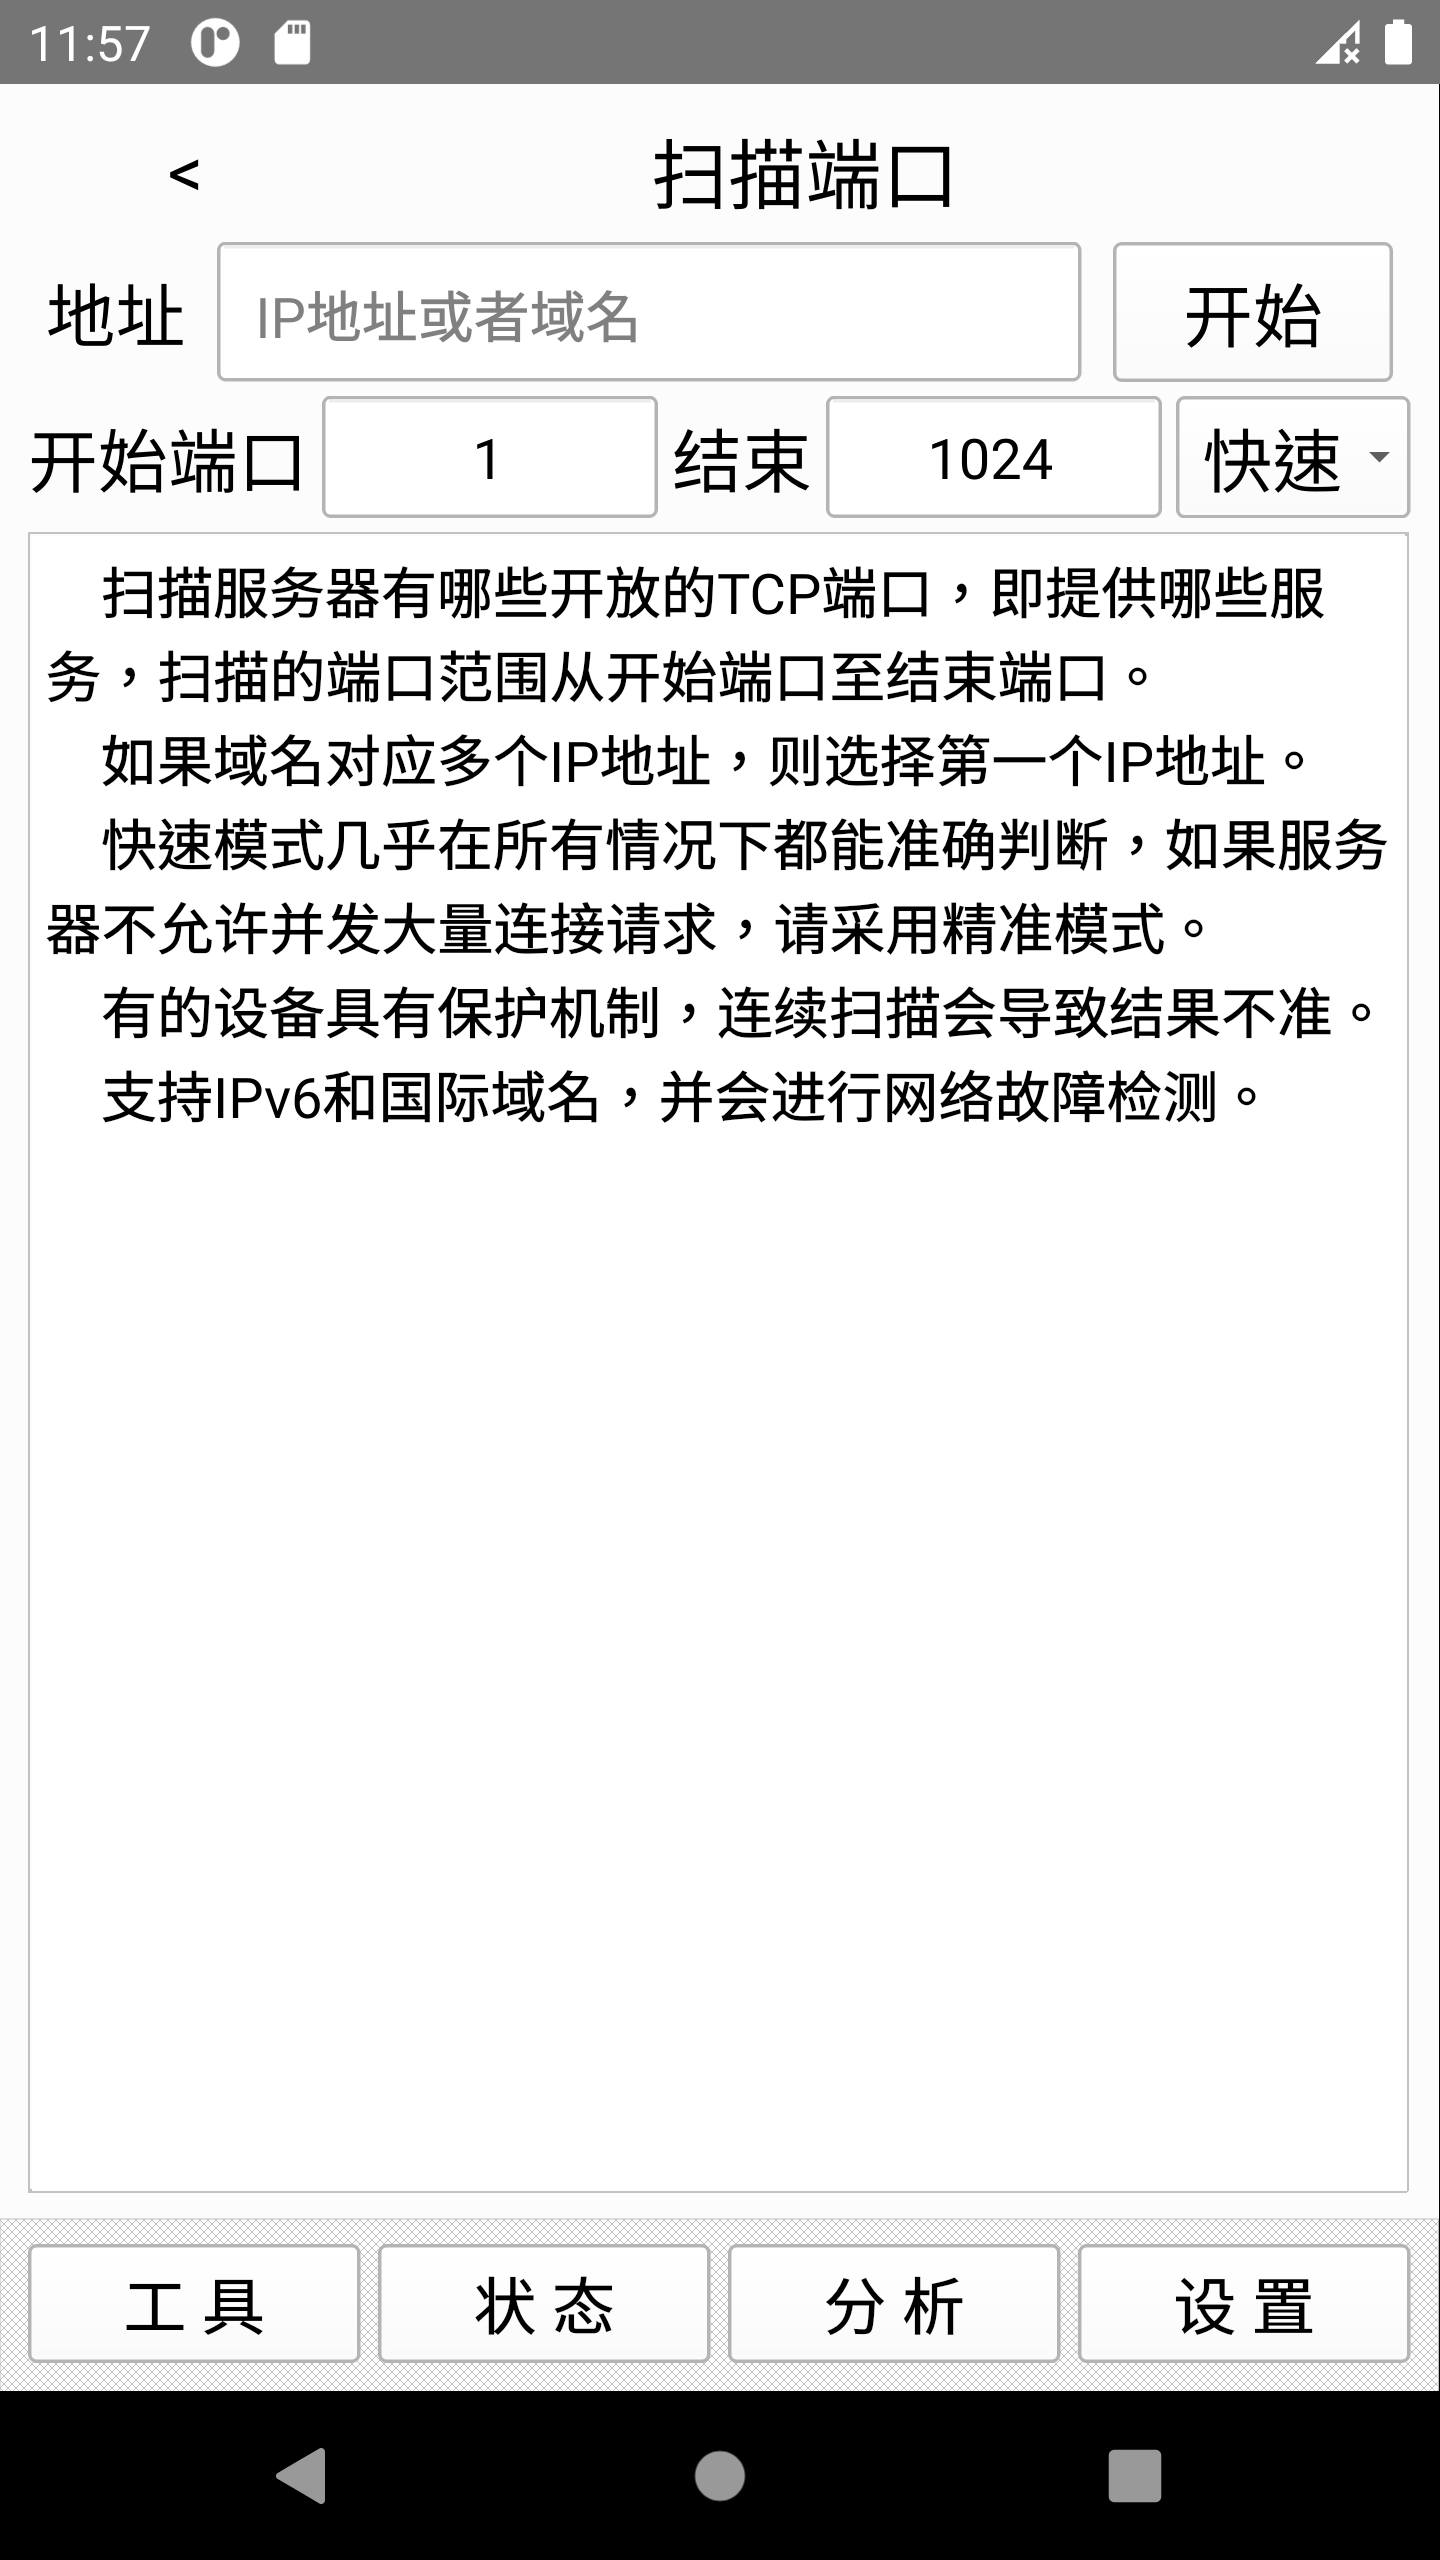 11:57
<
扫描端口
地址 IP地址或者域名 开始
开始端口 1 结束 1024 快速
扫描服务器有哪些开放的TCP端口，即提供哪些服
务，扫描的端口范围从开始端口至结束端口。
如果域名对应多个IP地址，则选择第一个IP地址。
快速模式几乎在所有情况下都能准确判断，如果服务
器不允许并发大量连接请求，请采用精准模式。
有的设备具有保护机制，连续扫描会导致结果不准。
支持IPv6和国际域名，并会进行网络故障检测。
工 具 状 态 分 析 设 置